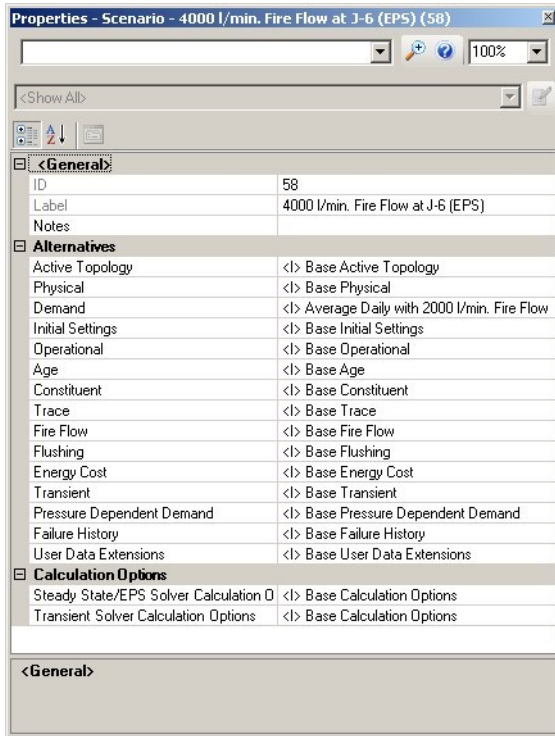 Properties - Scenario - 4000 l/min. Fire Flow at J-6 (EPS) (58)
100%
<Show All>
<General>
ID 58
Label 4000 l/min. Fire Flow at J-6 (EPS)
Notes
Alternatives
Active Topology <I> Base Active Topology
Physical <I> Base Physical
Demand <I> Average Daily with 2000 l/min. Fire Flow
Initial Settings <I> Base Initial Settings
Operational <I> Base Operational
Age <I> Base Age
Constituent <I> Base Constituent
Trace <I> Base Trace
Fire Flow <I> Base Fire Flow
Flushing <I> Base Flushing
Energy Cost <I> Base Energy Cost
Transient <I> Base Transient
Pressure Dependent Demand <I> Base Pressure Dependent Demand
Failure History <I> Base Failure History
User Data Extensions <I> Base User Data Extensions
Calculation Options
Steady State/EPS Solver Calculation O <I> Base Calculation Options
Transient Solver Calculation Options <I> Base Calculation Options
<General>